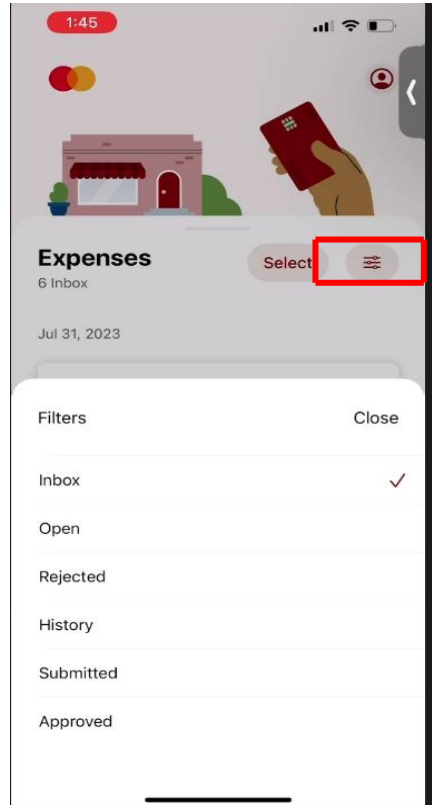 1:45
Expenses
Select
6 Inbox
Jul 31, 2023
Filters
Close
Inbox
Open
Rejected
History
Submitted
Approved